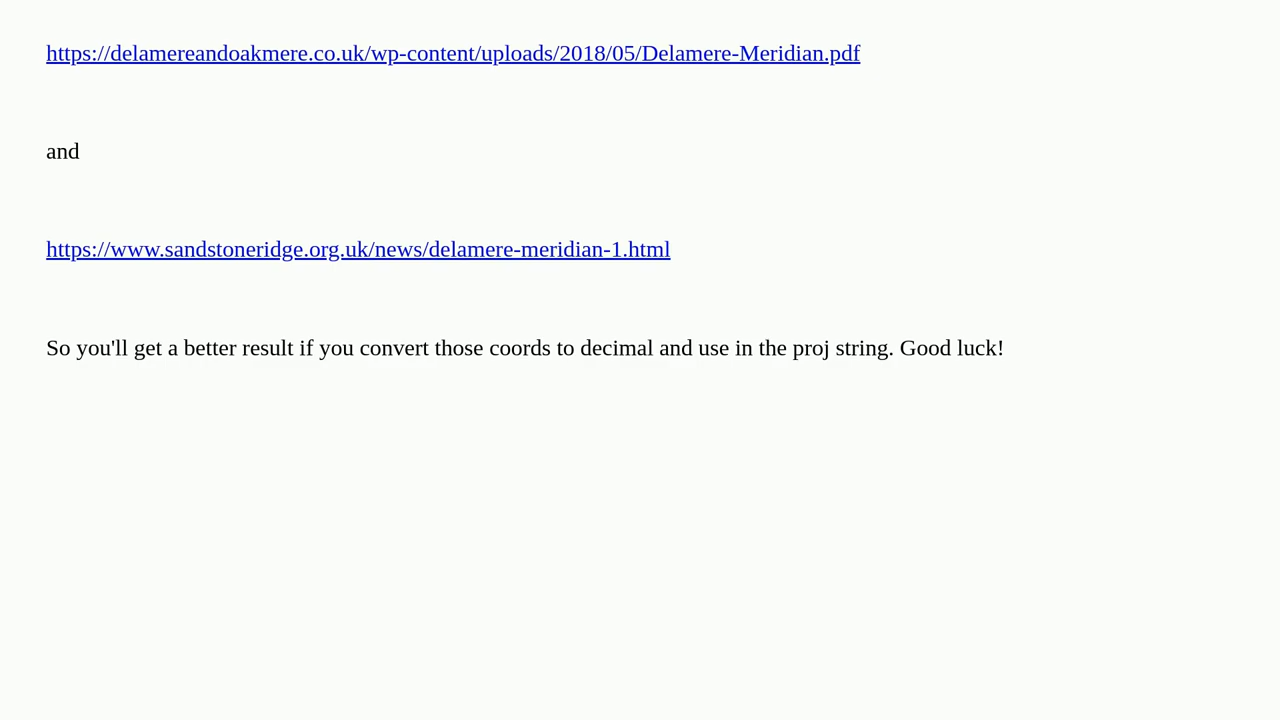 https://delamereandoakmere.co.uk/wp-content/uploads/2018/05/Delamere-Meridian.pdf
and
https://www.sandstoneridge.org.uk/news/delamere-meridian-1.html
So you'll get a better result if you convert those coords to decimal and use in the proj string. Good luck!